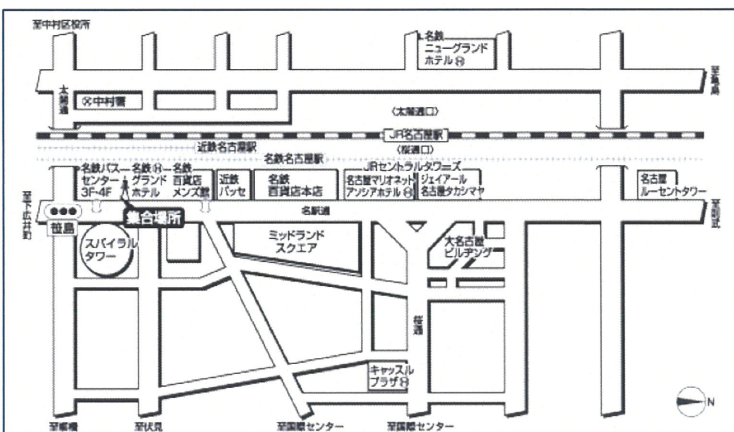 至中村区役所
名鉄
ニューグランド
ホテルⒽ
至亀島
太閤通
中村署
〈太閤通口〉
JR名古屋駅
近鉄名古屋駅
〈桜通口〉
名鉄名古屋駅
名鉄バス
センター
3F-4F
名鉄Ⓗ
グランド
ホテル
名鉄
百貨店
メンズ館
近鉄
パッセ
名鉄
百貨店本店
JRセントラルタワーズ
名古屋マリオネット
アソシアホテルⒽ
ジェイアール
名古屋タカシマヤ
名古屋
ルーセントタワー
至下広井町
集合場所
名駅通
至則武
笹島
スパイラル
タワー
ミッドランド
スクエア
大名古屋
ビルヂング
桜通
キャッスル
プラザⒽ
N
至柳橋
至伏見
至国際センター
至国際センター